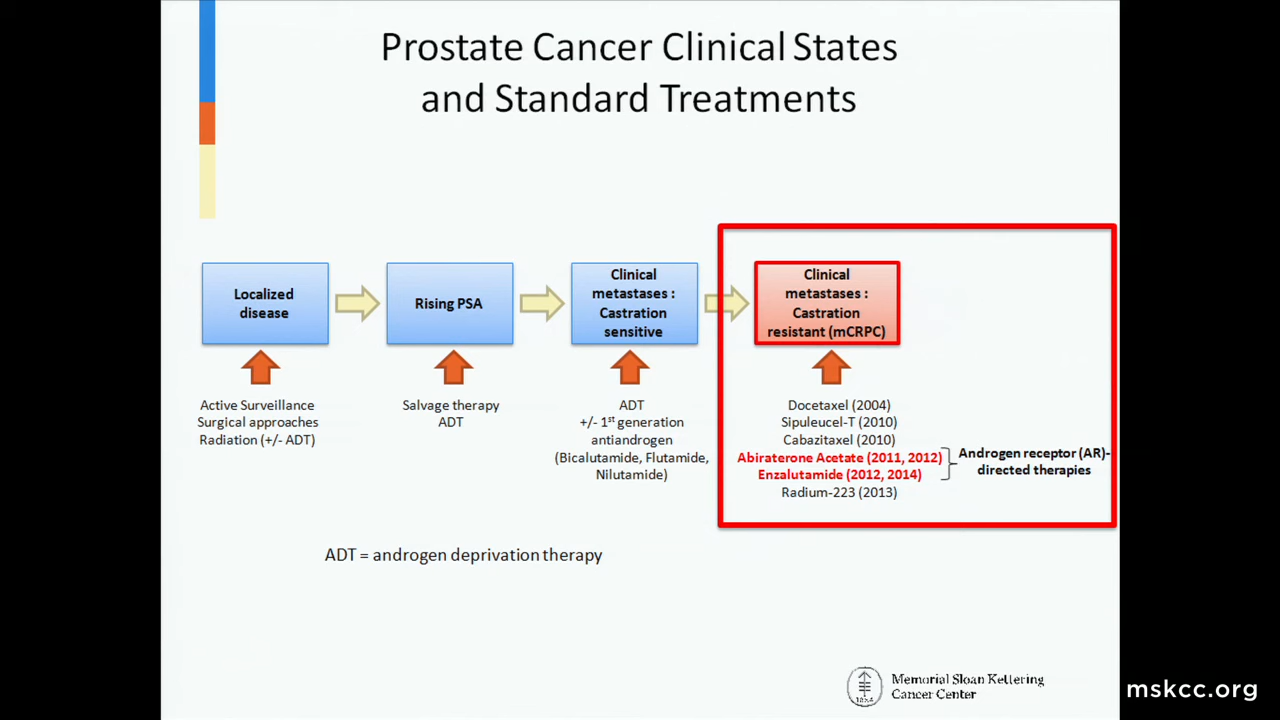 Prostate Cancer Clinical States
and Standard Treatments
Localized
disease
Rising PSA
Clinical
metastases :
Castration
sensitive
Clinical
metastases :
Castration
resistant (mCRPC)
Active Surveillance
Surgical approaches
Radiation (+/- ADT)
Salvage therapy
ADT
ADT
+/- 1st generation
antiandrogen
(Bicalutamide, Flutamide,
Nilutamide)
Docetaxel (2004)
Sipuleucel-T (2010)
Cabazitaxel (2010)
Abiraterone Acetate (2011, 2012)
Enzalutamide (2012, 2014)
Radium-223 (2013)
Androgen receptor (AR)-
directed therapies
ADT = androgen deprivation therapy
Memorial Sloan Kettering
Cancer Center
1884
mskcc.org